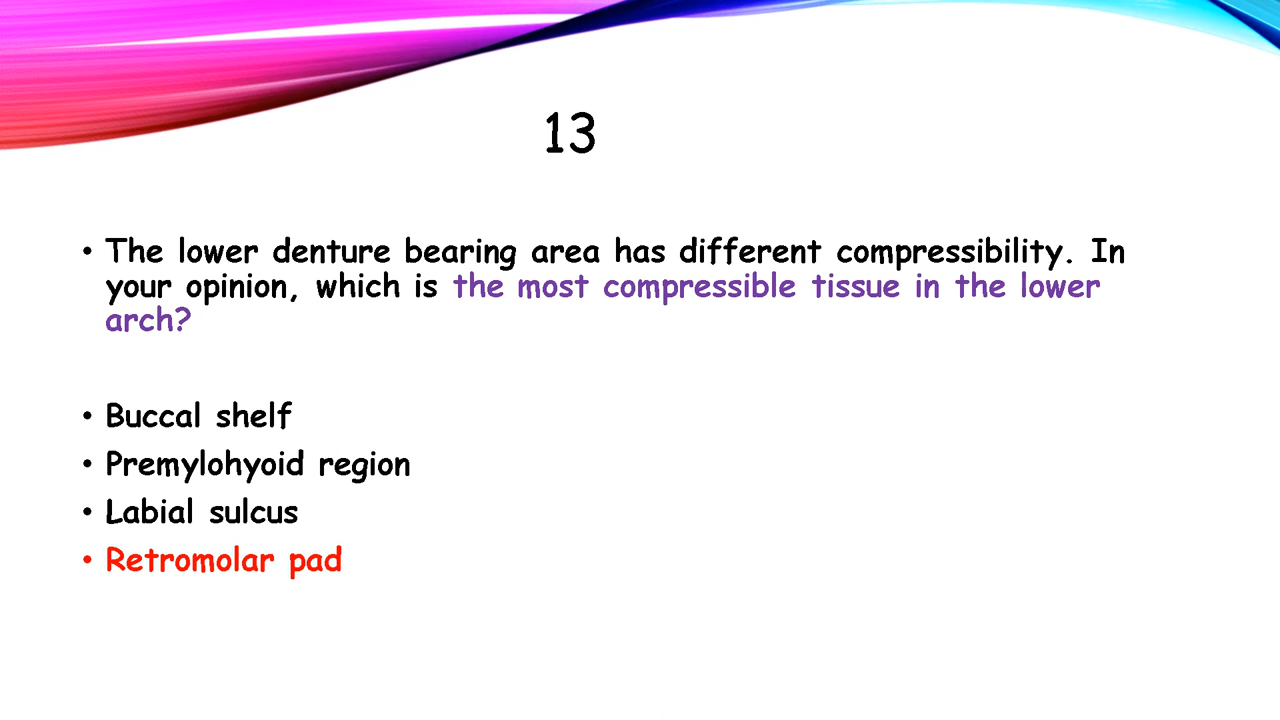 13
• The lower denture bearing area has different compressibility. In
your opinion, which is the most compressible tissue in the lower
arch?
• Buccal shelf
• Premylohyoid region
• Labial sulcus
• Retromolar pad